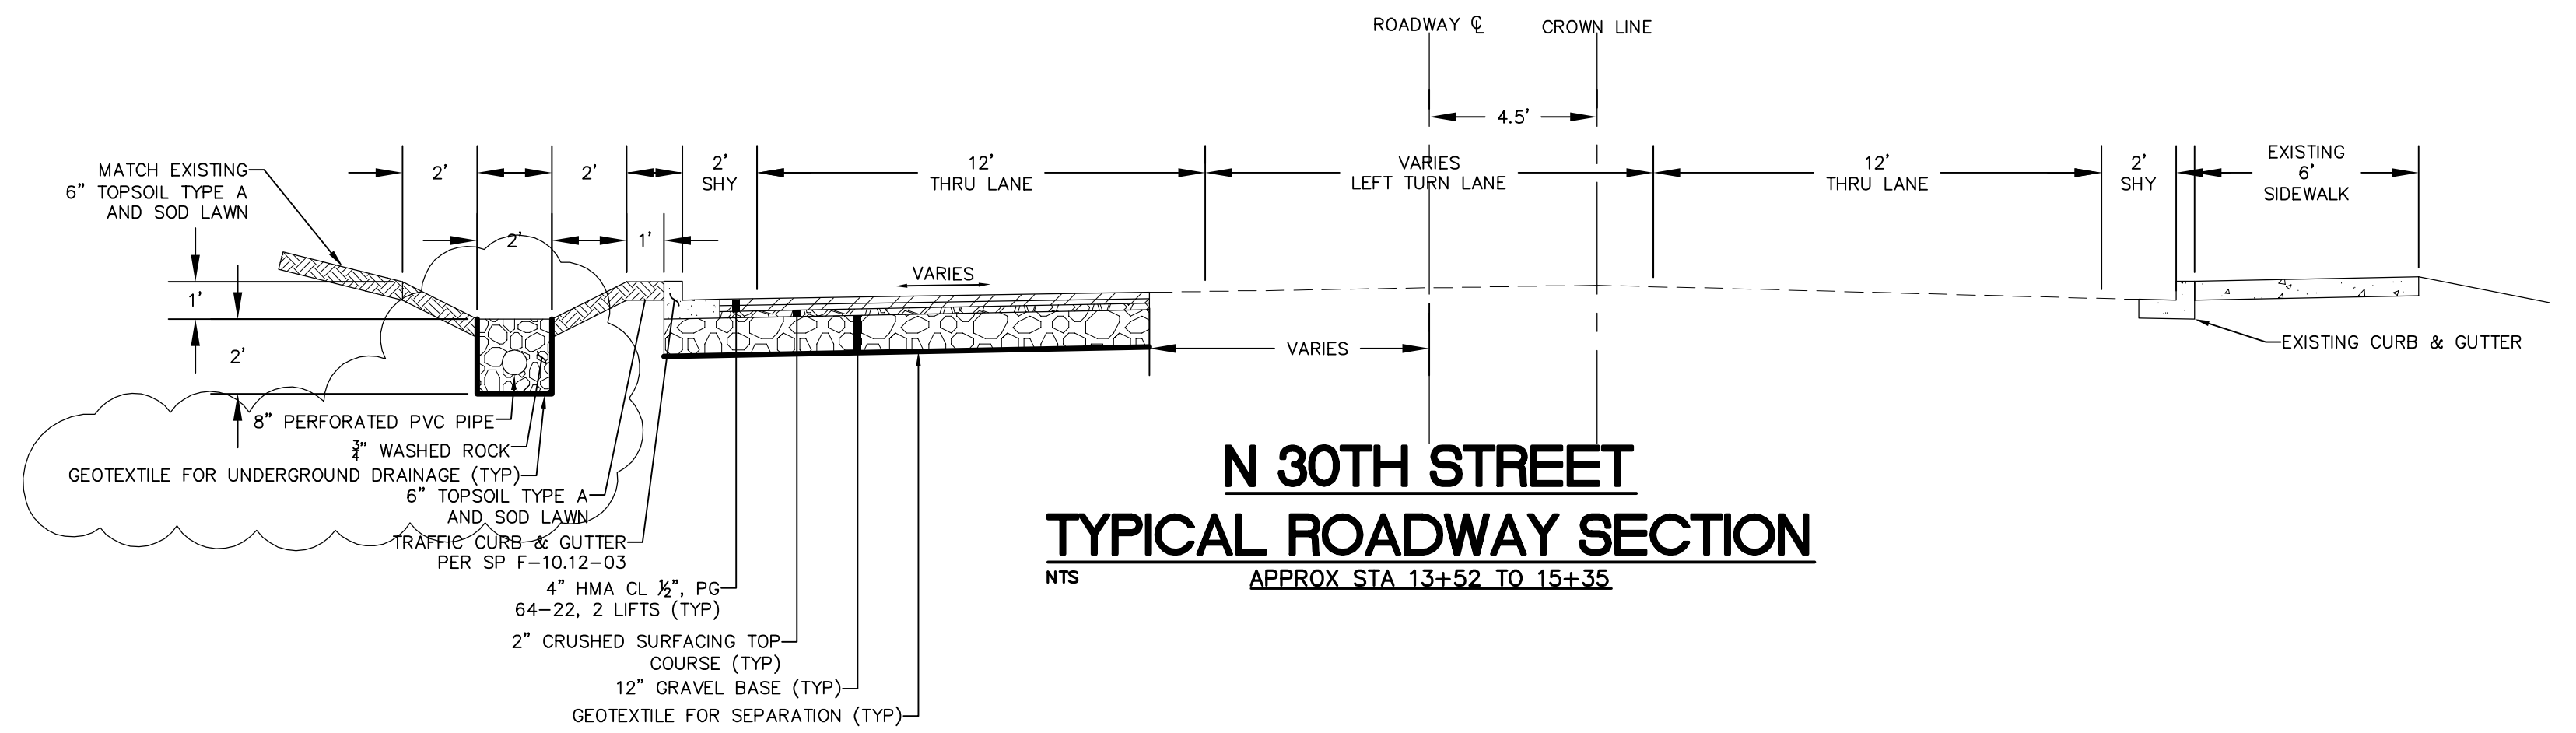 ROADWAY ℄
CROWN LINE
4.5'
MATCH EXISTING
6" TOPSOIL TYPE A
AND SOD LAWN
2'
2'
2'
SHY
12'
THRU LANE
VARIES
LEFT TURN LANE
12'
THRU LANE
2'
SHY
EXISTING
6'
SIDEWALK
2'
1'
1'
2'
VARIES
VARIES
EXISTING CURB & GUTTER
8" PERFORATED PVC PIPE
¾" WASHED ROCK
GEOTEXTILE FOR UNDERGROUND DRAINAGE (TYP)
6" TOPSOIL TYPE A
AND SOD LAWN
TRAFFIC CURB & GUTTER
PER SP F-10.12-03
4" HMA CL ½", PG
64-22, 2 LIFTS (TYP)
2" CRUSHED SURFACING TOP
COURSE (TYP)
12" GRAVEL BASE (TYP)
GEOTEXTILE FOR SEPARATION (TYP)
N 30TH STREET
TYPICAL ROADWAY SECTION
NTS
APPROX STA 13+52 TO 15+35